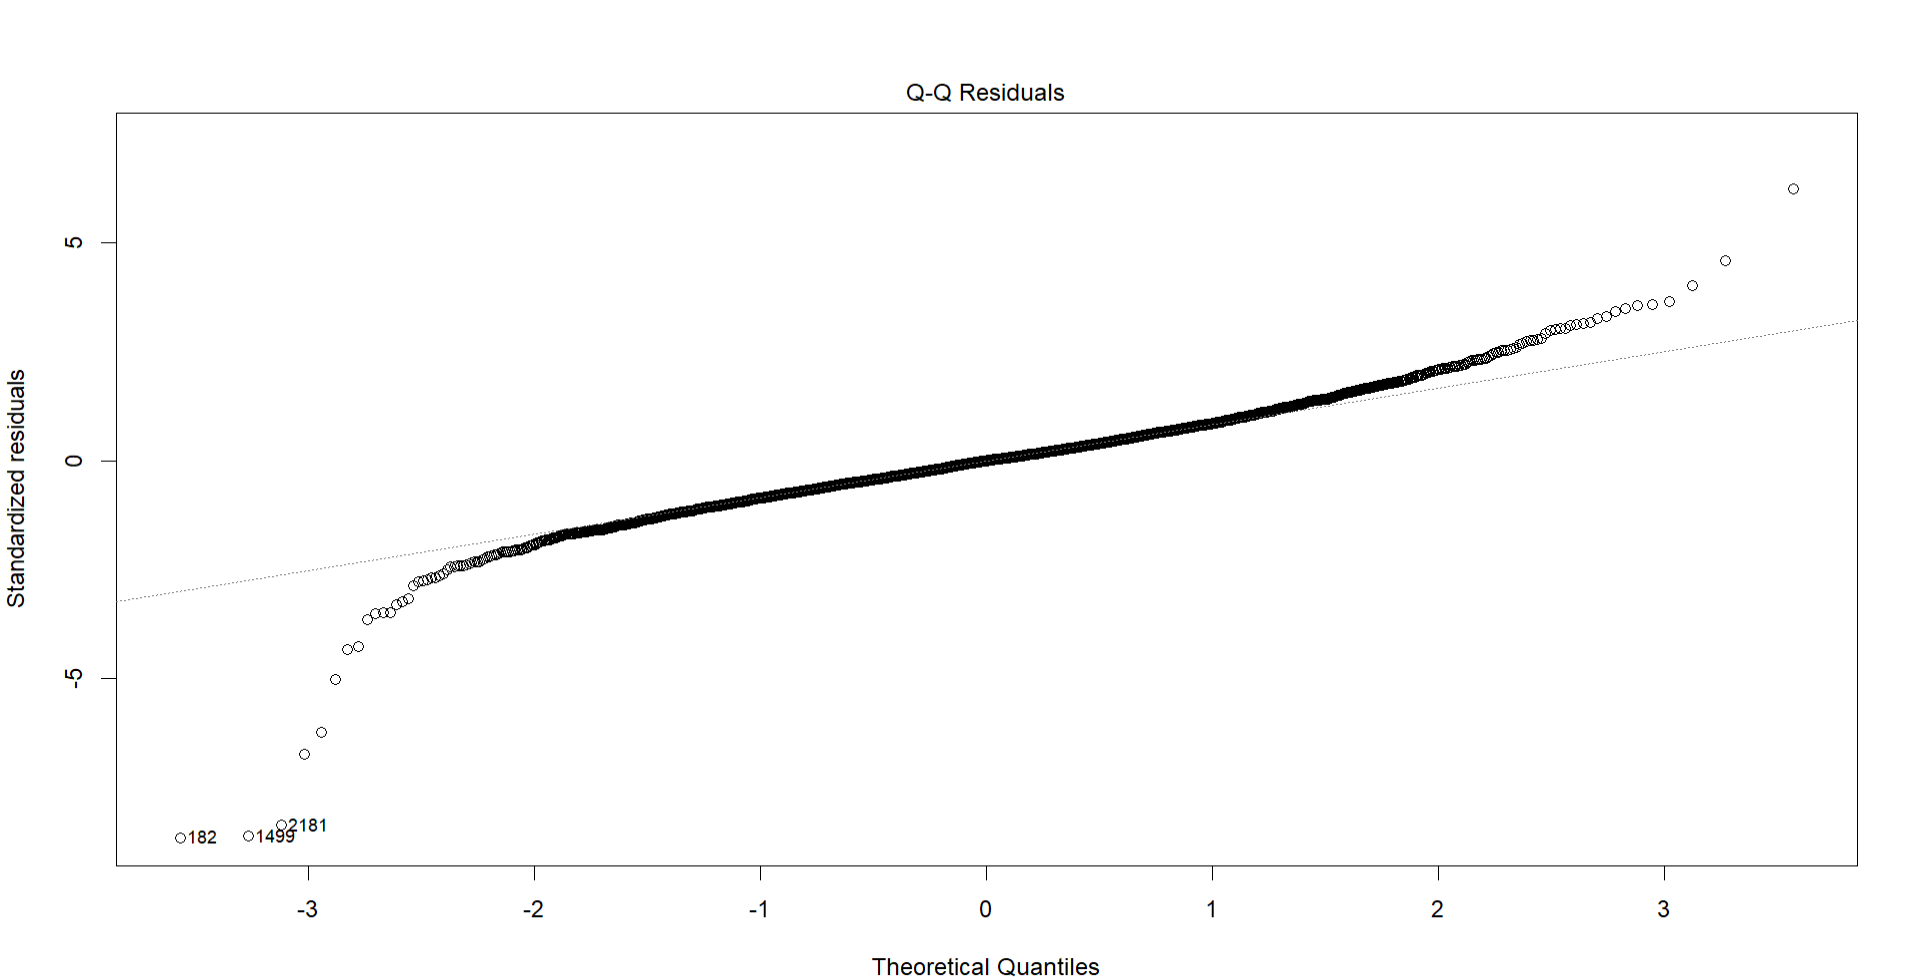 Q-Q Residuals
Standardized residuals
5
0
-5
182
1499
2181
-3 -2 -1 0 1 2 3
Theoretical Quantiles